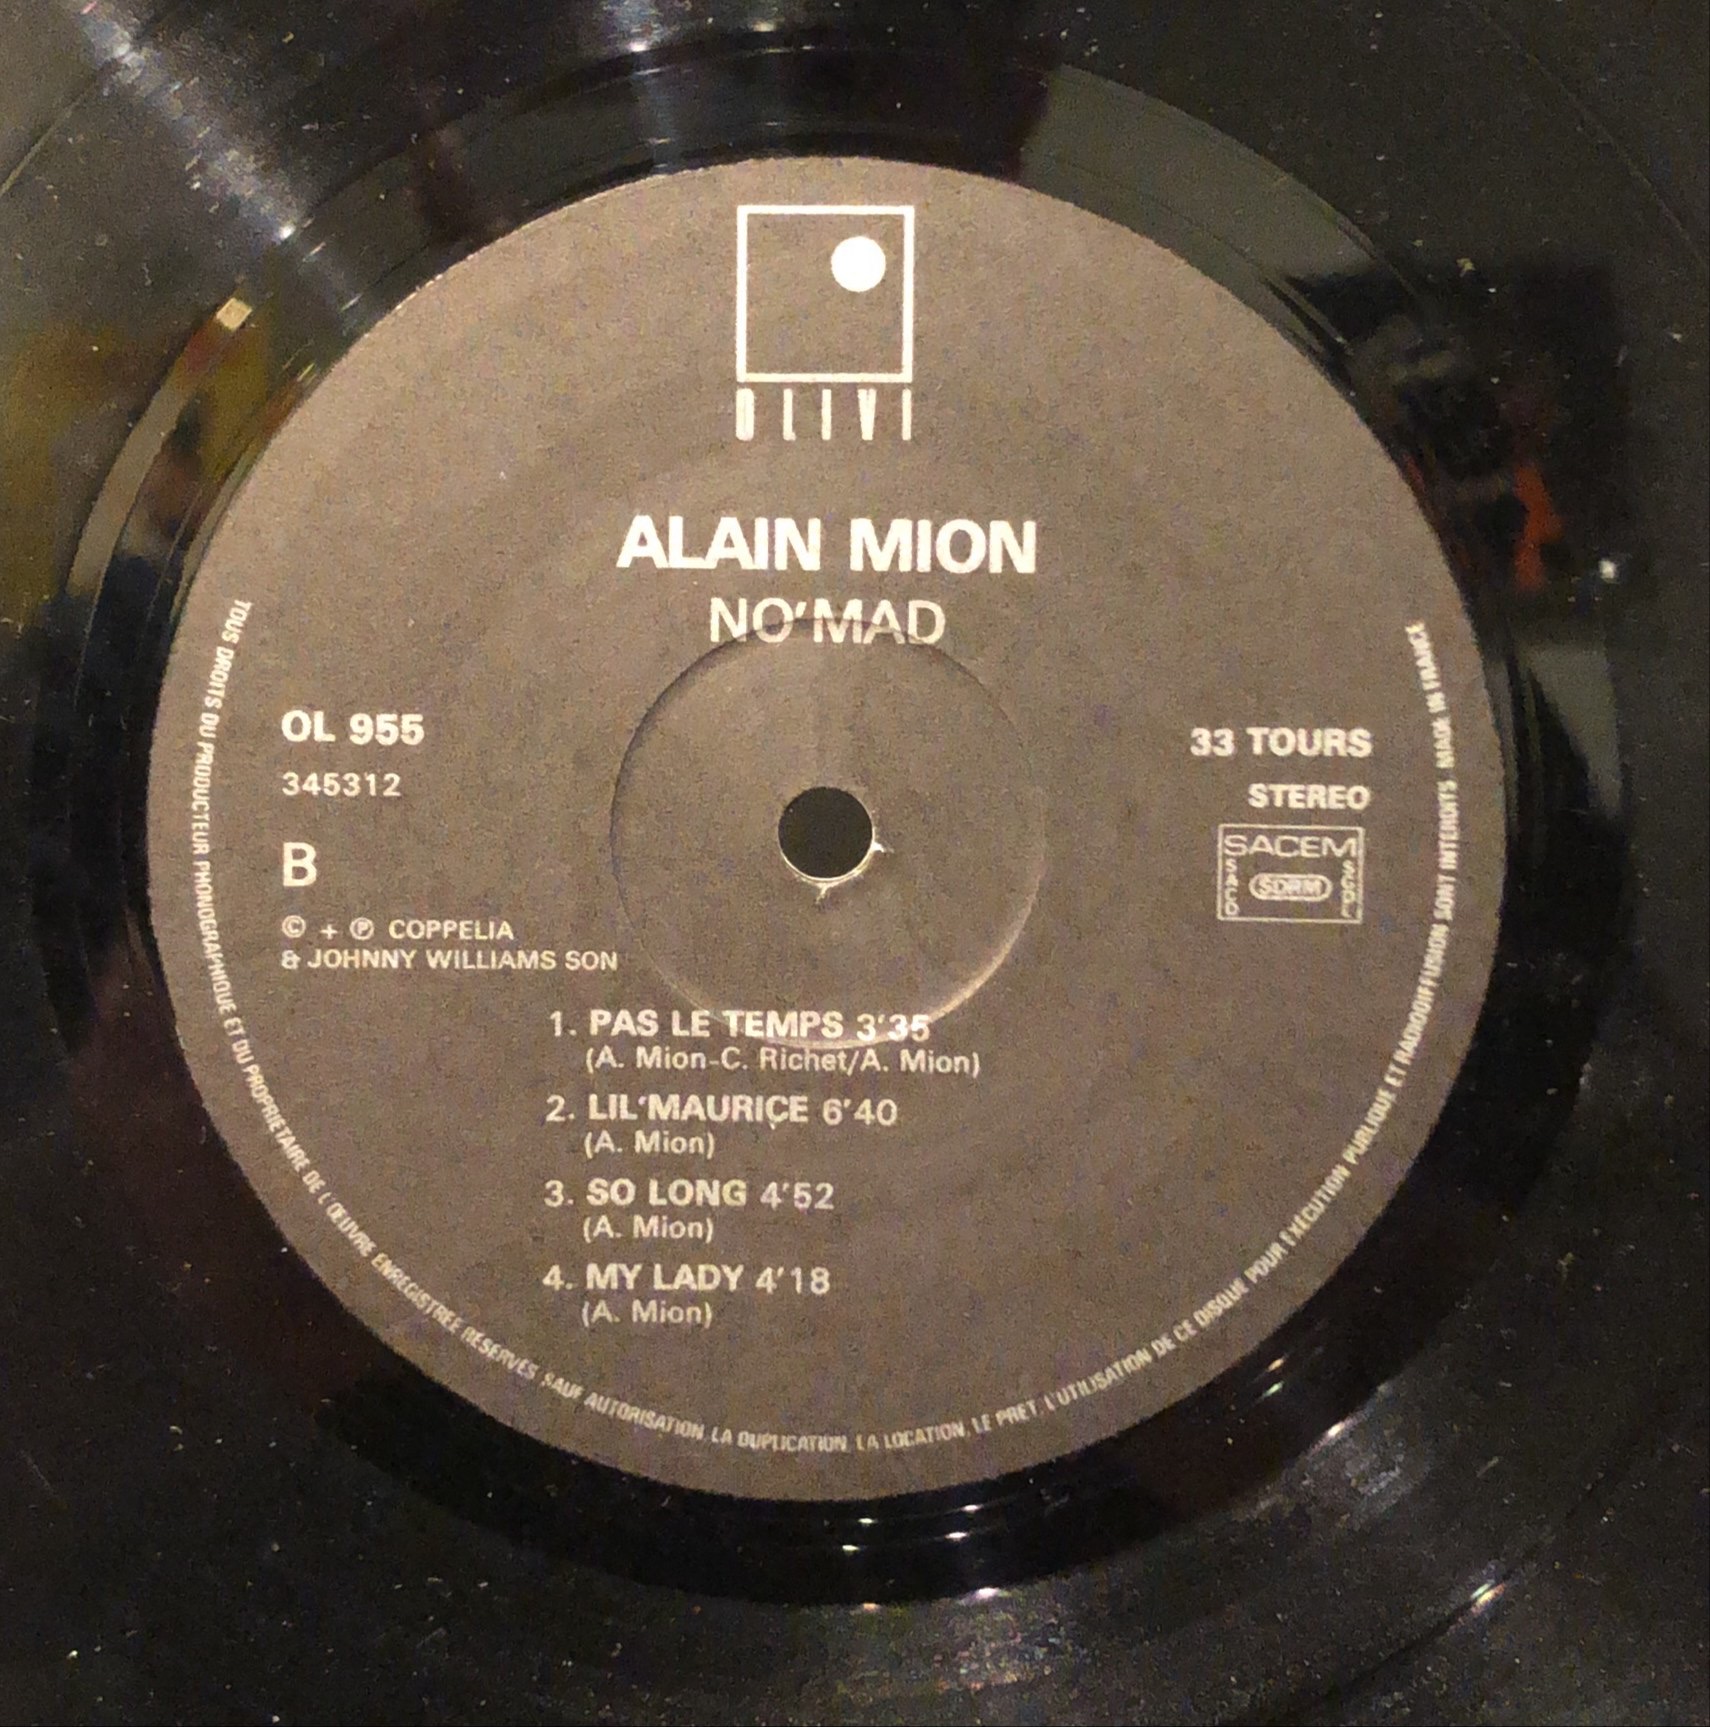 OLIVI
ALAIN MION
NO'MAD
OL 955
345312
B
© + ℗ COPPELIA
& JOHNNY WILLIAMS SON
33 TOURS
STEREO
SACEM
SACD
SDRM
SGDL
1. PAS LE TEMPS 3'35
(A. Mion-C. Richet/A. Mion)
2. LIL'MAURICE 6'40
(A. Mion)
3. SO LONG 4'52
(A. Mion)
4. MY LADY 4'18
(A. Mion)
TOUS DROITS DU PRODUCTEUR PHONOGRAPHIQUE ET DU PROPRIETAIRE DE L'ŒUVRE ENREGISTREE RESERVES SAUF AUTORISATION, LA DUPLICATION, LA LOCATION, LE PRET, L'UTILISATION DE CE DISQUE POUR EXECUTION PUBLIQUE ET RADIODIFFUSION SONT INTERDITS MADE IN FRANCE